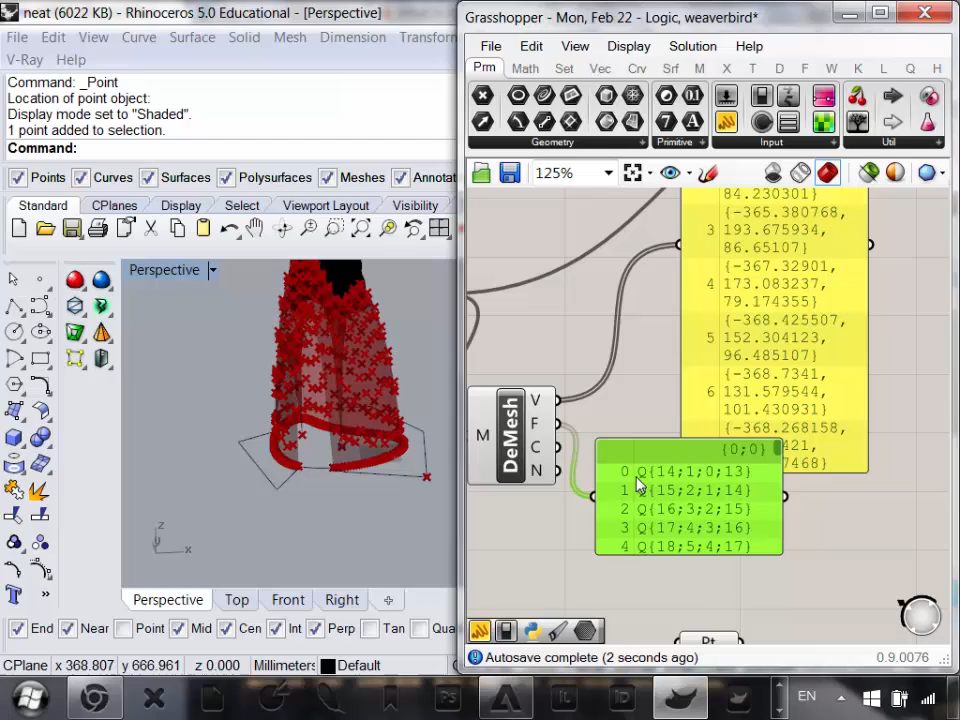 neat (6022 KB) - Rhinoceros 5.0 Educational - [Perspective]
File Edit View Curve Surface Solid Mesh Dimension Transform
V-Ray Help
Command: _Point
Location of point object:
Display mode set to "Shaded".
1 point added to selection.
Command:
Points Curves Surfaces Polysurfaces Meshes Annotat
Standard CPlanes Display Select Viewport Layout Visibility
Perspective
z
x
Perspective Top Front Right
End Near Point Mid Cen Int Perp Tan Qua
CPlane x 368.807 y 666.961 z 0.000 Default
Grasshopper - Mon, Feb 22 - Logic, weaverbird*
File Edit View Display Solution Help
Prm Math Set Vec Crv Srf M X T D F W K L Q H
Geometry Primitive Input Util
125%
84.230301}
{-365.380768,
3 193.675934,
86.65107}
{-367.32901,
4 173.083237,
79.174355}
{-368.425507,
5 152.304123,
96.485107}
{-368.7341,
6 131.579544,
101.430931}
{-368.268158,
421,
7468}
M DeMesh V F C N
{0;0}
0 Q{14;1;0;13}
1 Q{15;2;1;14}
2 Q{16;3;2;15}
3 Q{17;4;3;16}
4 Q{18;5;4;17}
Pt
Autosave complete (2 seconds ago) 0.9.0076
EN